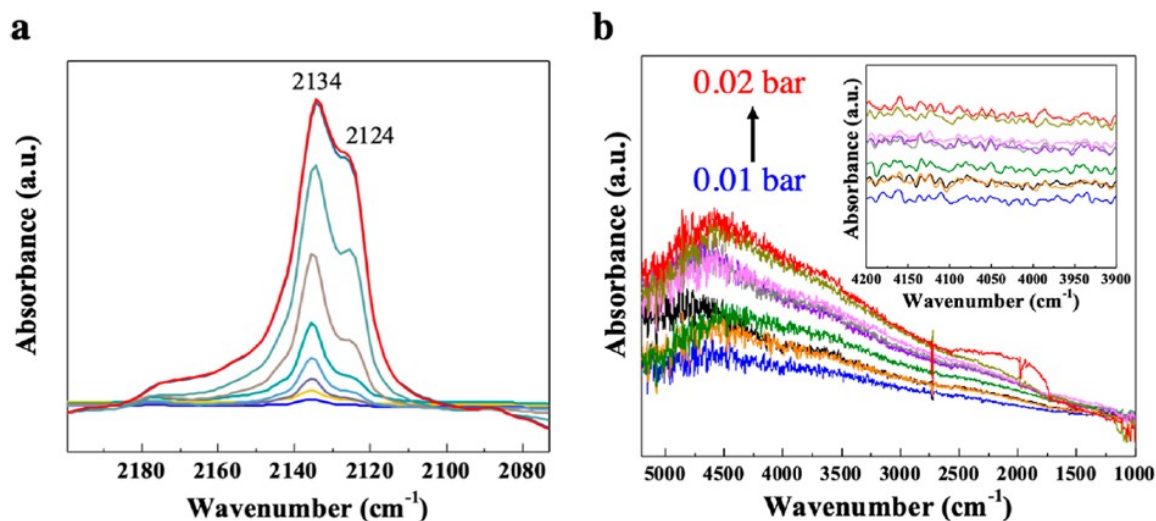 a
2134
2124
Absorbance (a.u.)
2180 2160 2140 2120 2100 2080
Wavenumber (cm⁻¹)
b
0.02 bar
0.01 bar
Absorbance (a.u.)
5000 4500 4000 3500 3000 2500 2000 1500 1000
Wavenumber (cm⁻¹)
Absorbance (a.u.)
4200 4150 4100 4050 4000 3950 3900
Wavenumber (cm⁻¹)